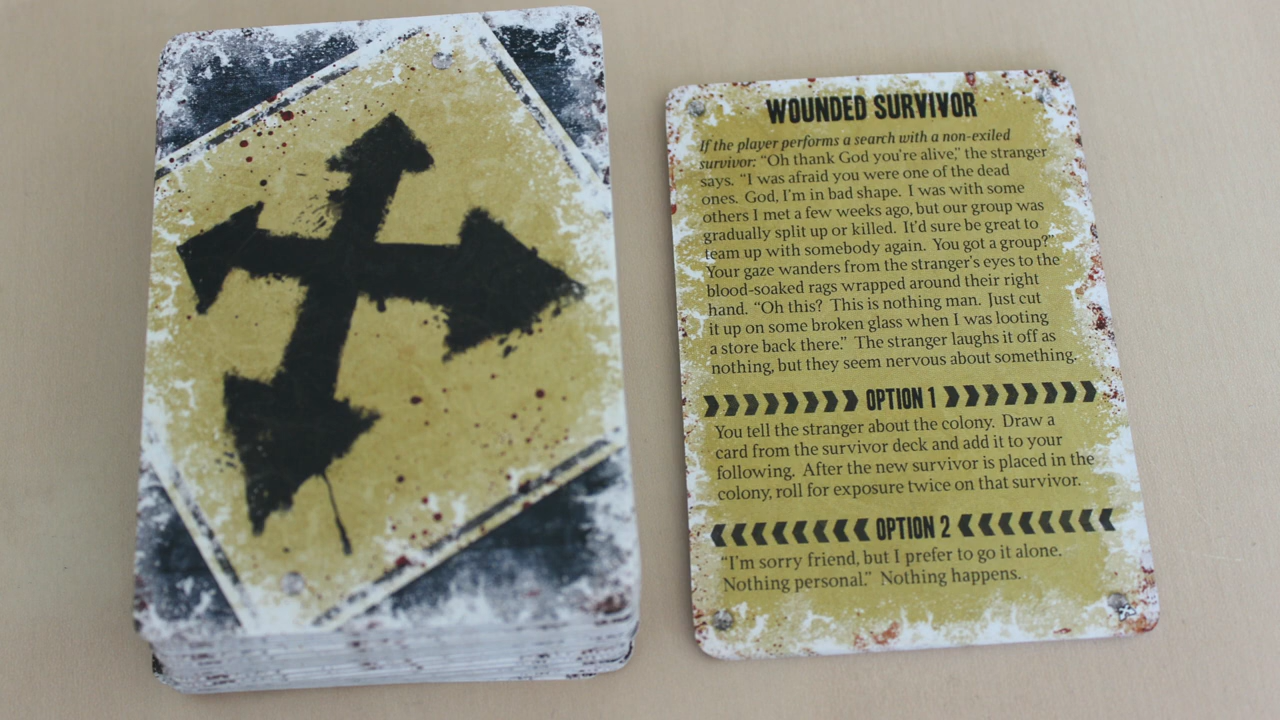 WOUNDED SURVIVOR
If the player performs a search with a non-exiled
survivor: “Oh thank God you're alive,” the stranger
says. “I was afraid you were one of the dead
ones. God, I'm in bad shape. I was with some
others I met a few weeks ago, but our group was
gradually split up or killed. It'd sure be great to
team up with somebody again. You got a group?”
Your gaze wanders from the stranger's eyes to the
blood-soaked rags wrapped around their right
hand. “Oh this? This is nothing man. Just cut
it up on some broken glass when I was looting
a store back there.” The stranger laughs it off as
nothing, but they seem nervous about something.
OPTION 1
You tell the stranger about the colony. Draw a
card from the survivor deck and add it to your
following. After the new survivor is placed in the
colony, roll for exposure twice on that survivor.
OPTION 2
“I'm sorry friend, but I prefer to go it alone.
Nothing personal.” Nothing happens.